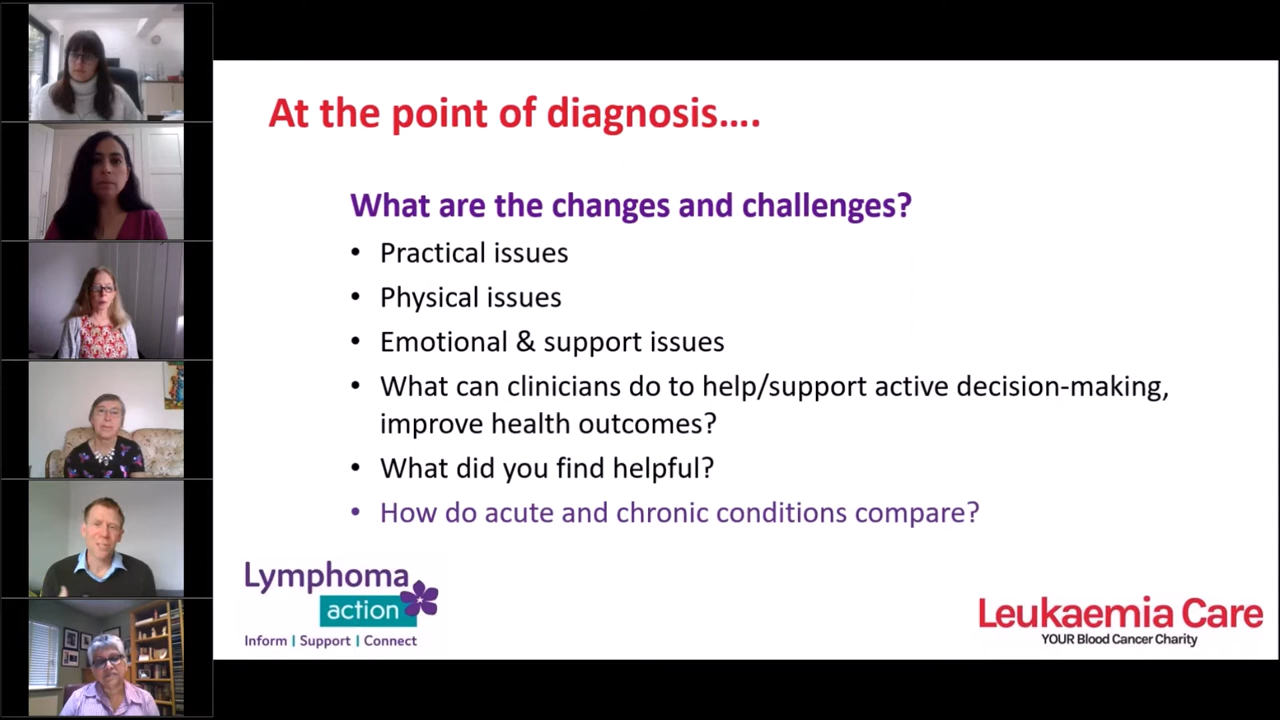 At the point of diagnosis….
What are the changes and challenges?
• Practical issues
• Physical issues
• Emotional & support issues
• What can clinicians do to help/support active decision-making,
improve health outcomes?
• What did you find helpful?
• How do acute and chronic conditions compare?
Lymphoma
action
Inform | Support | Connect
Leukaemia Care
YOUR Blood Cancer Charity